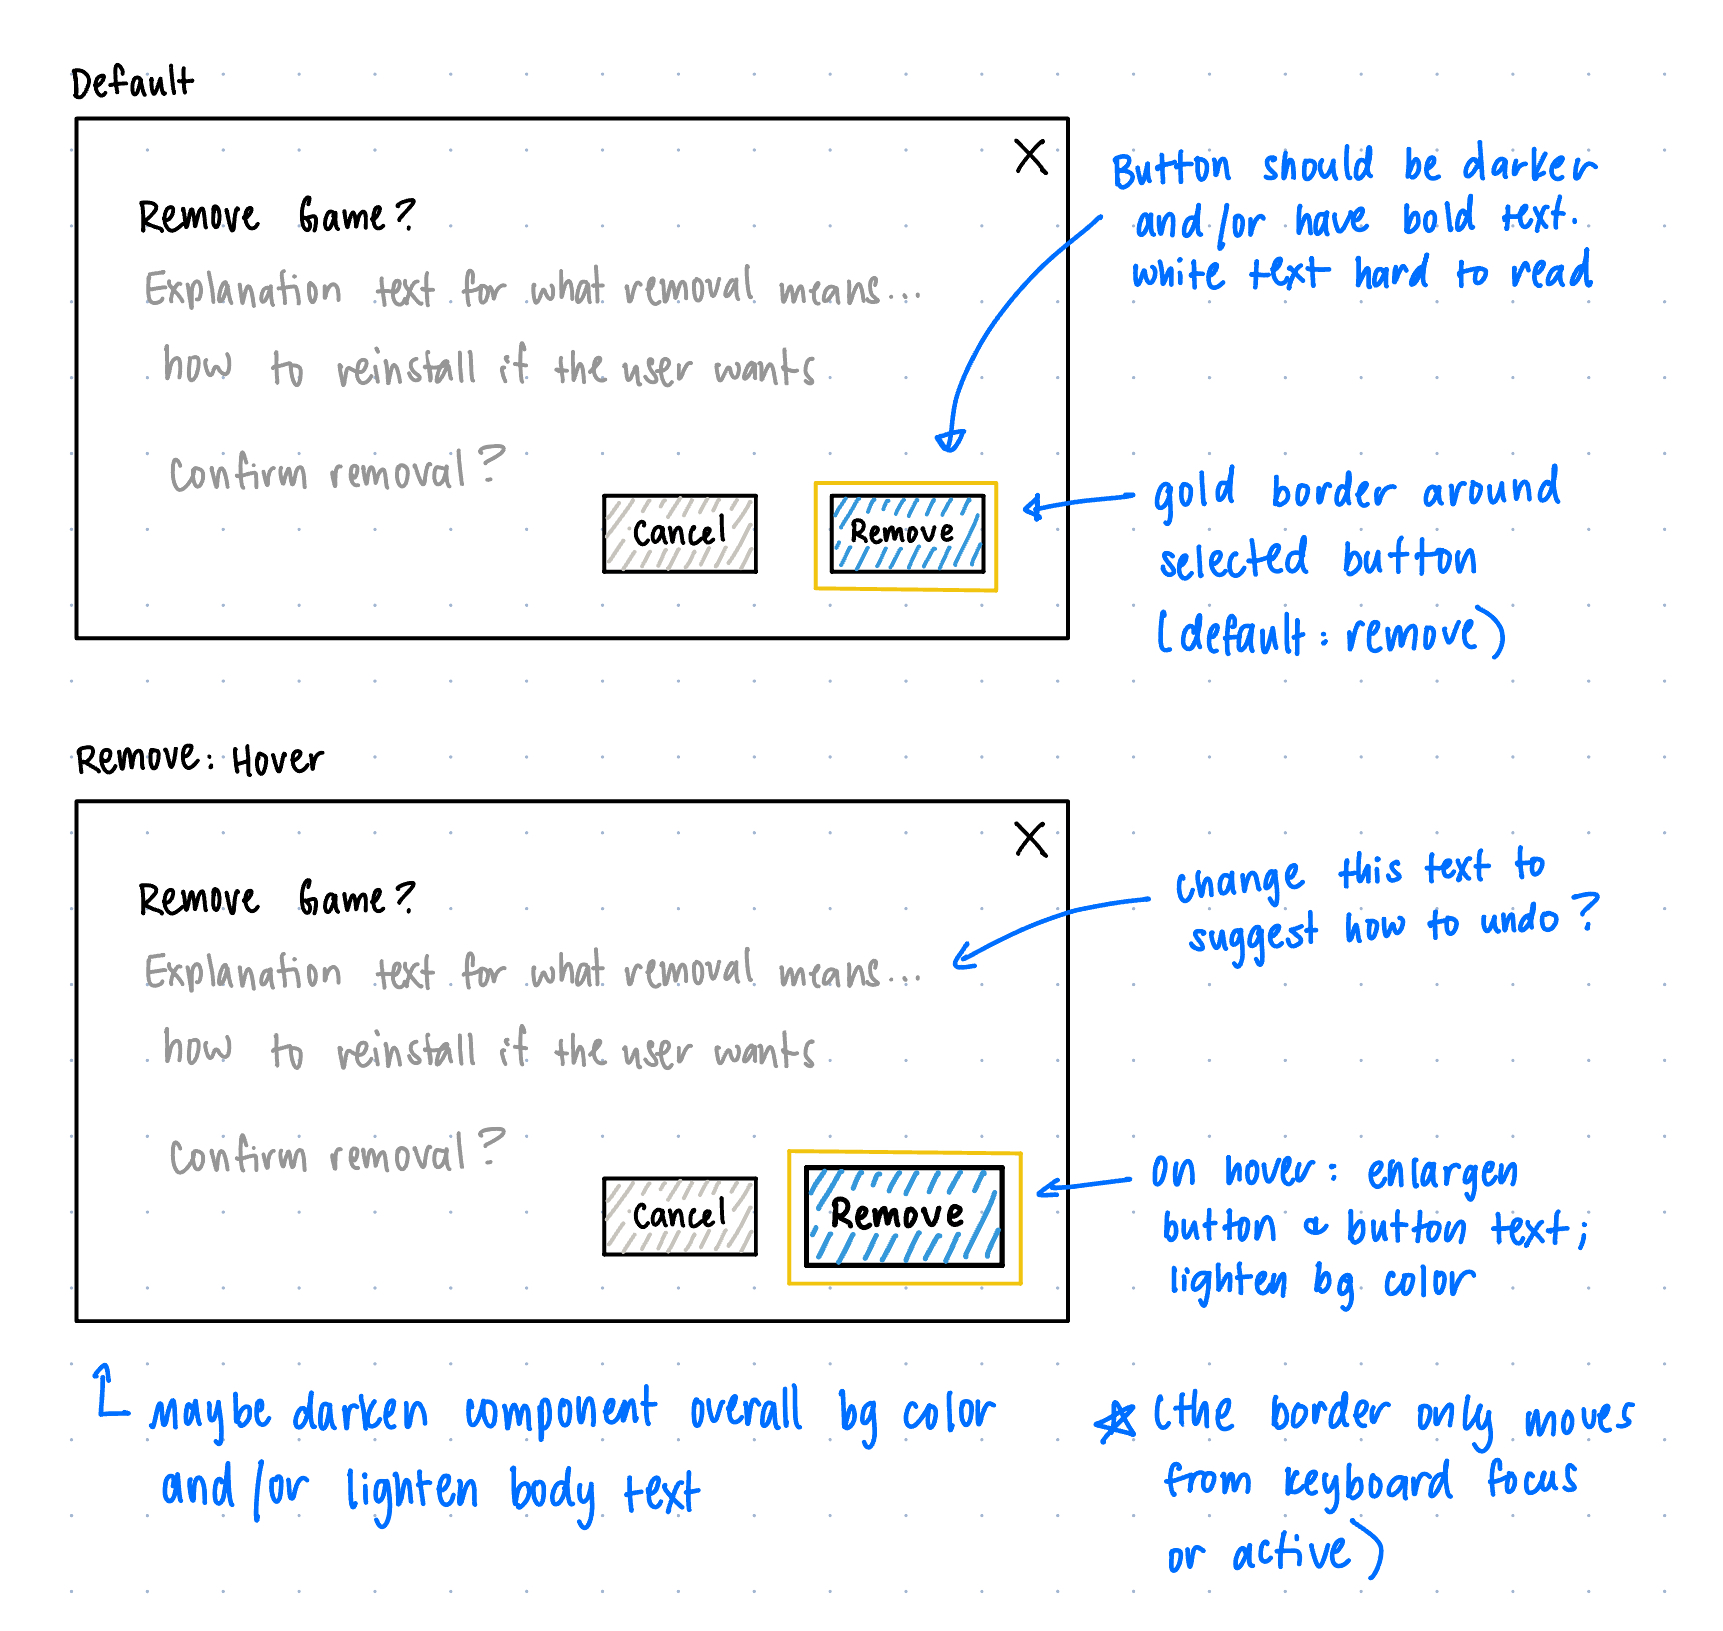 Default
X
Remove Game?
Explanation text for what removal means...
how to reinstall if the user wants
Confirm removal?
Cancel
Remove
Button should be darker
and/or have bold text.
white text hard to read
gold border around
selected button
(default: remove)
Remove: Hover
X
Remove Game?
Explanation text for what removal means...
how to reinstall if the user wants
Confirm removal?
Cancel
Remove
change this text to
suggest how to undo?
on hover: enlargen
button & button text;
lighten bg color
maybe darken component overall bg color
and/or lighten body text
(the border only moves
from keyboard focus
or active)